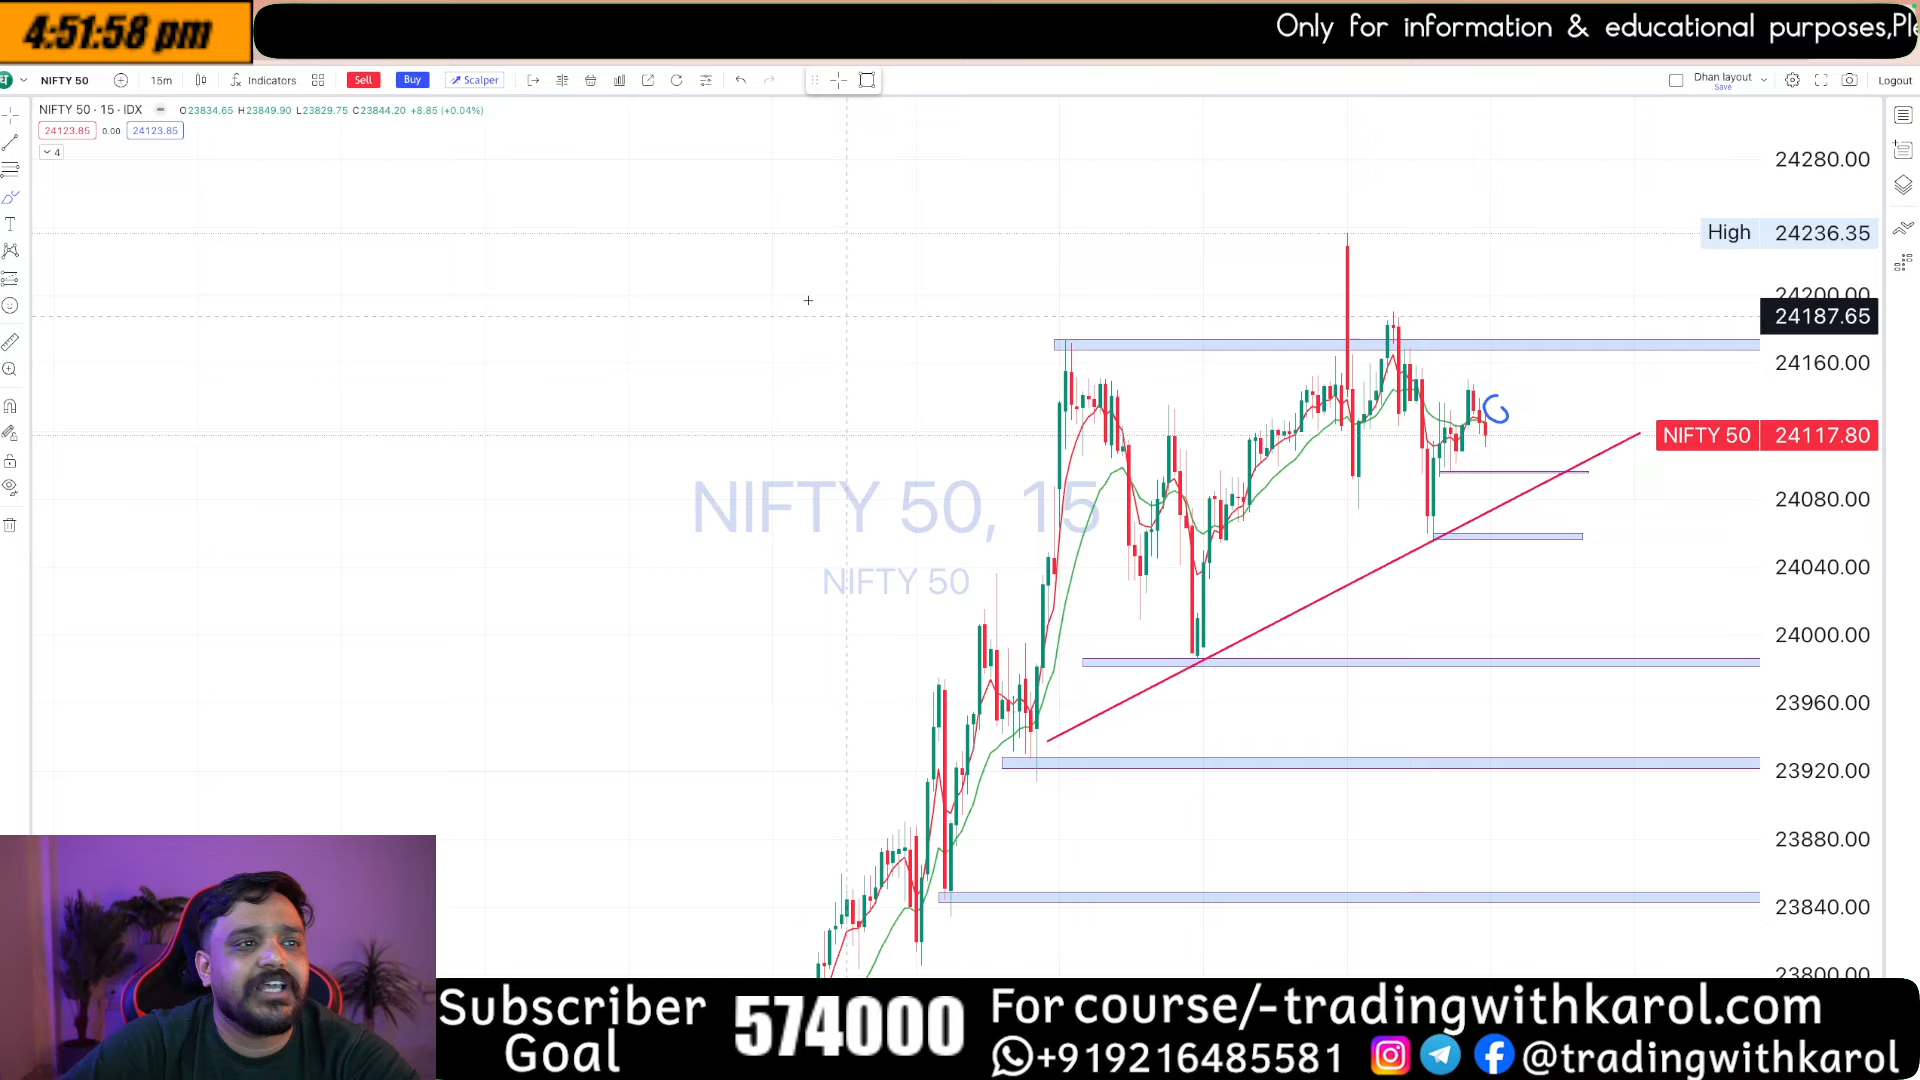 4:51:58 pm
Only for information & educational purposes,Ple
NIFTY 50
15m
Indicators
Sell
Buy
Scalper
Dhan layout
Save
Logout
NIFTY 50 · 15 · IDX
O23834.65 H23849.90 L23829.75 C23844.20 +8.85 (+0.04%)
24123.85 0.00 24123.85
4
24280.00
High 24236.35
24200.00
24187.65
24160.00
NIFTY 50 24117.80
24080.00
24040.00
24000.00
23960.00
23920.00
23880.00
23840.00
23800.00
NIFTY 50, 15
NIFTY 50
Subscriber Goal
574000
For course/-tradingwithkarol.com
+919216485581
@tradingwithkarol